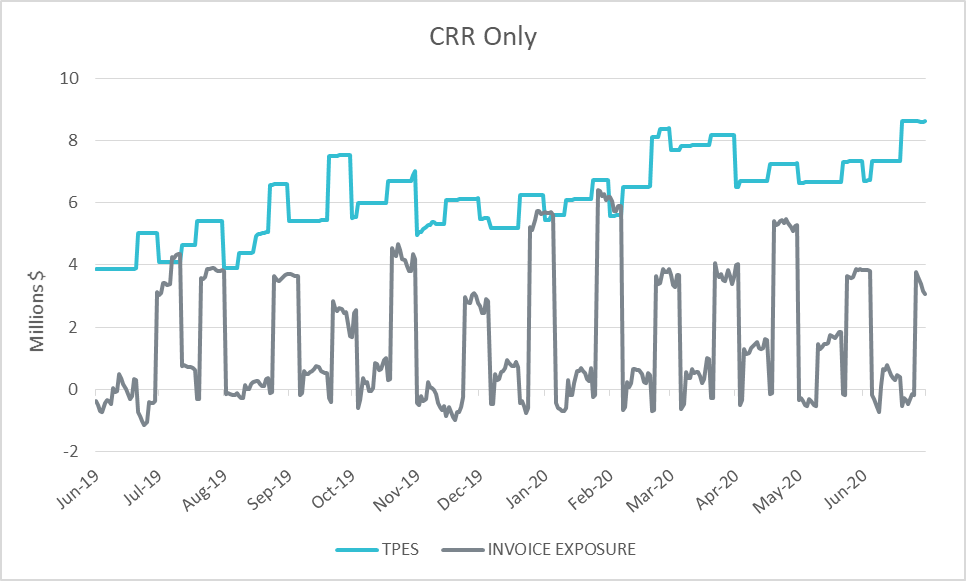 CRR Only
10
8
6
4
2
0
-2
Millions $
Jun-19
Jul-19
Aug-19
Sep-19
Oct-19
Nov-19
Dec-19
Jan-20
Feb-20
Mar-20
Apr-20
May-20
Jun-20
TPES
INVOICE EXPOSURE